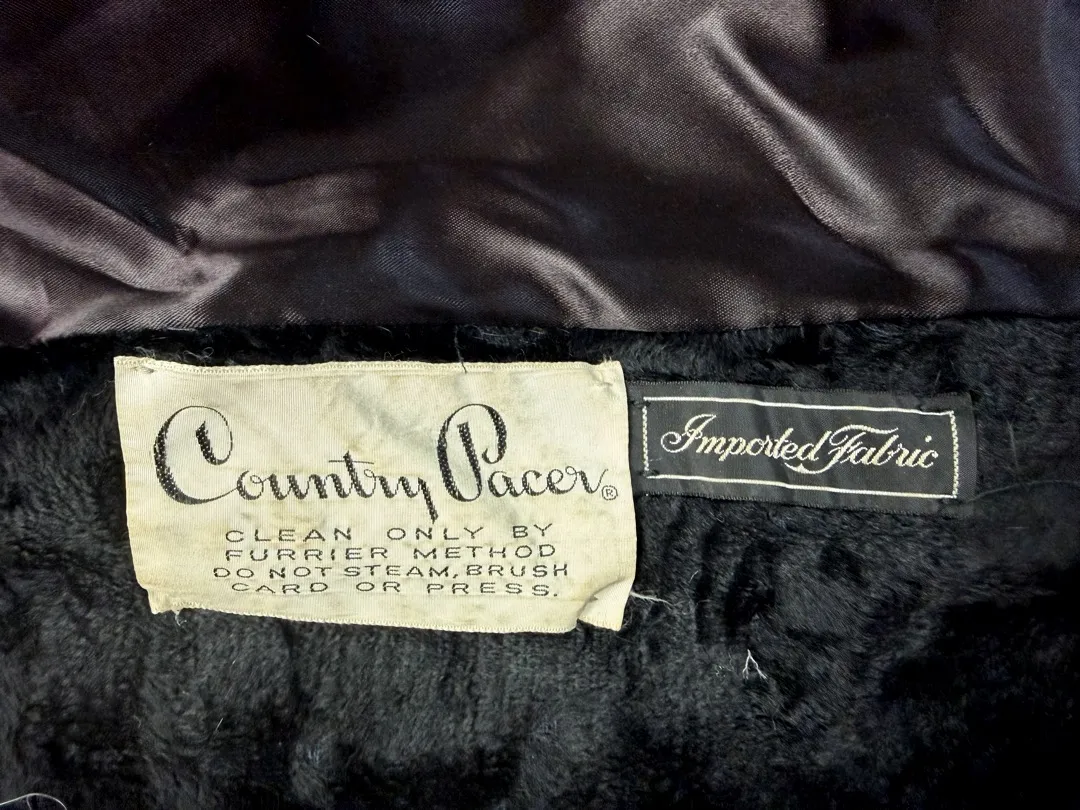 Country Pacer®
CLEAN ONLY BY
FURRIER METHOD
DO NOT STEAM, BRUSH
CARD OR PRESS.
Imported Fabric